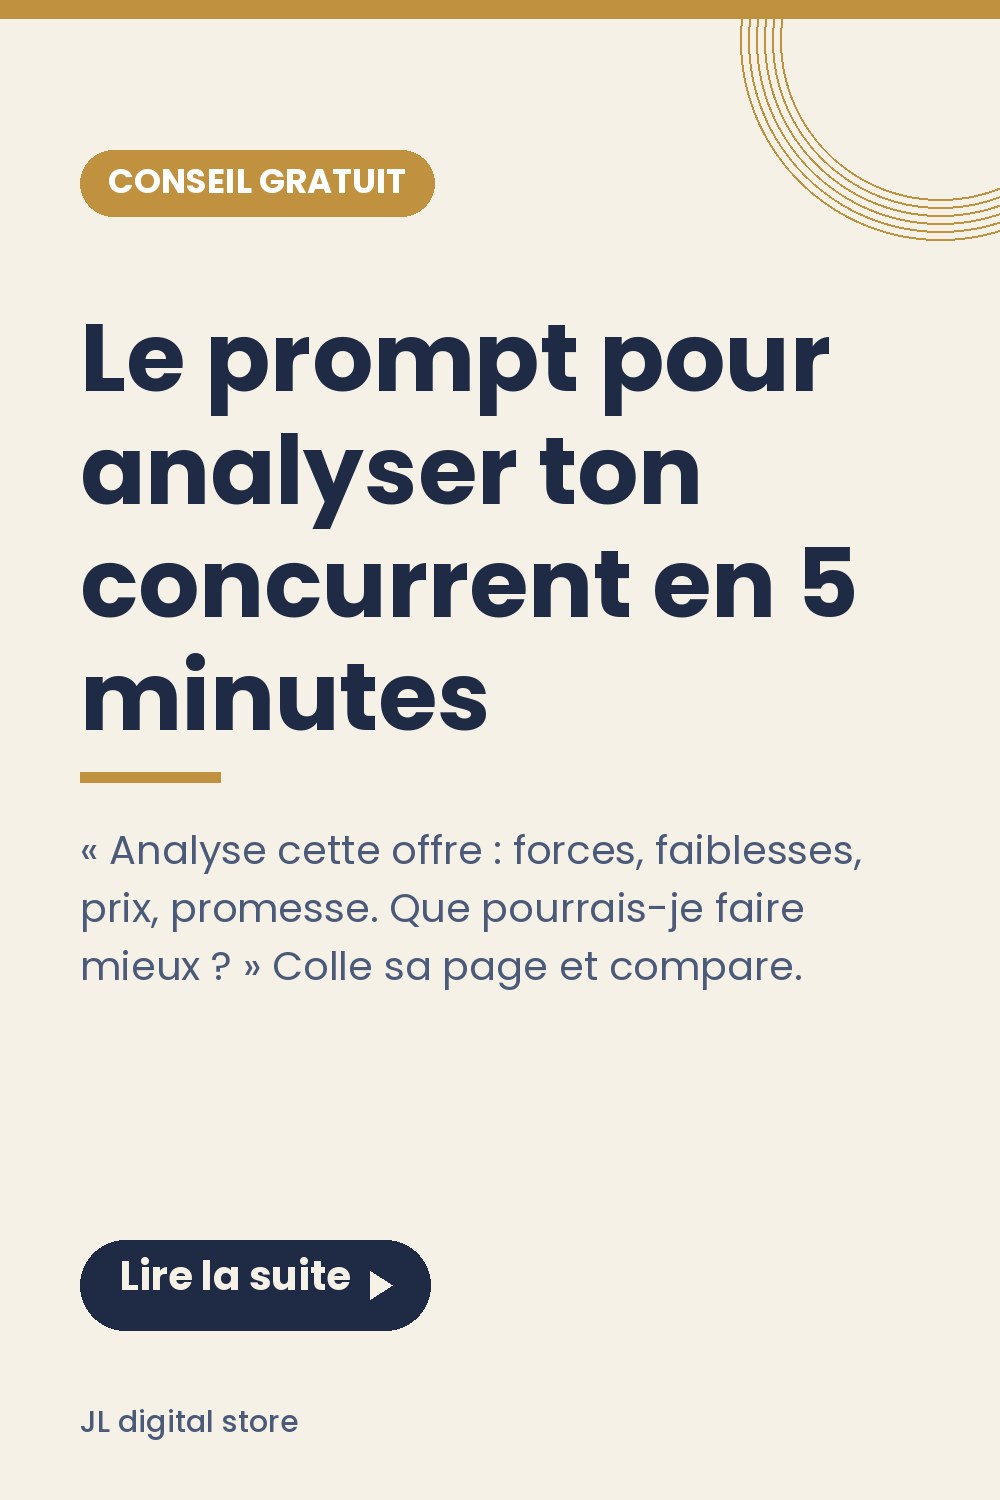 CONSEIL GRATUIT
Le prompt pour
analyser ton
concurrent en 5
minutes
« Analyse cette offre : forces, faiblesses,
prix, promesse. Que pourrais-je faire
mieux ? » Colle sa page et compare.
Lire la suite
JL digital store